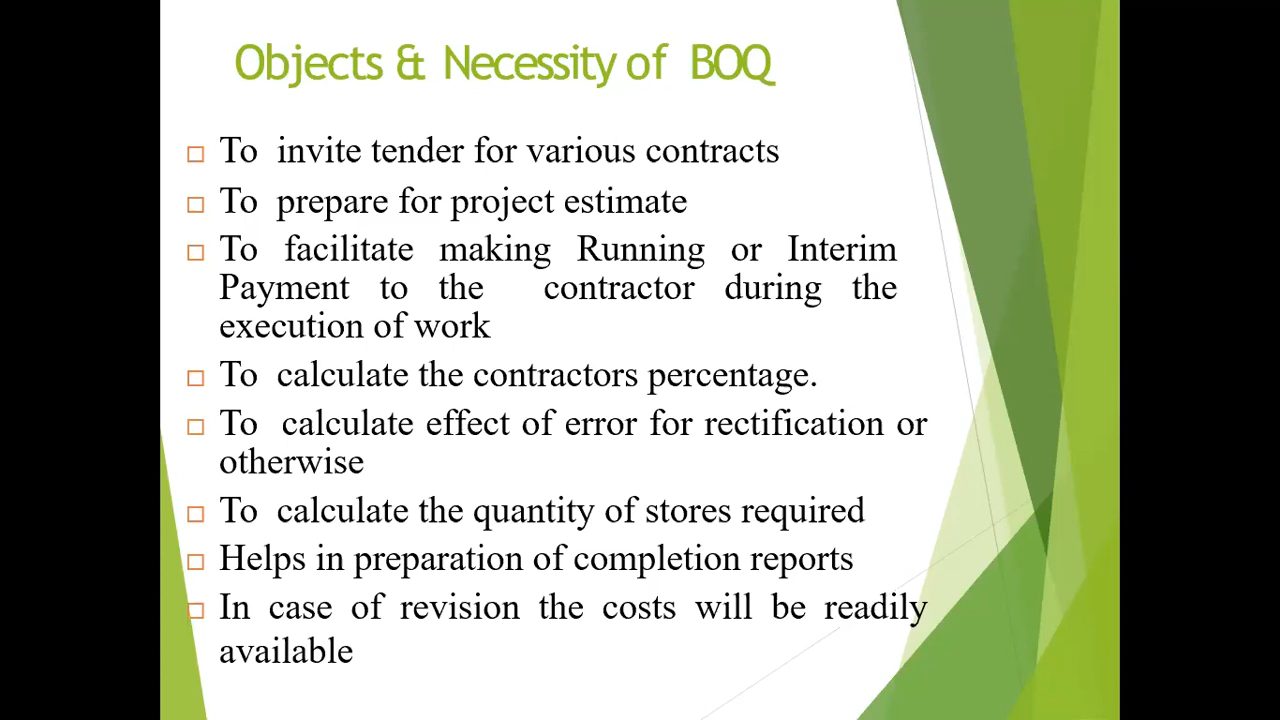 Objects & Necessity of BOQ
To invite tender for various contracts
To prepare for project estimate
To facilitate making Running or Interim
Payment to the contractor during the
execution of work
To calculate the contractors percentage.
To calculate effect of error for rectification or
otherwise
To calculate the quantity of stores required
Helps in preparation of completion reports
In case of revision the costs will be readily
available